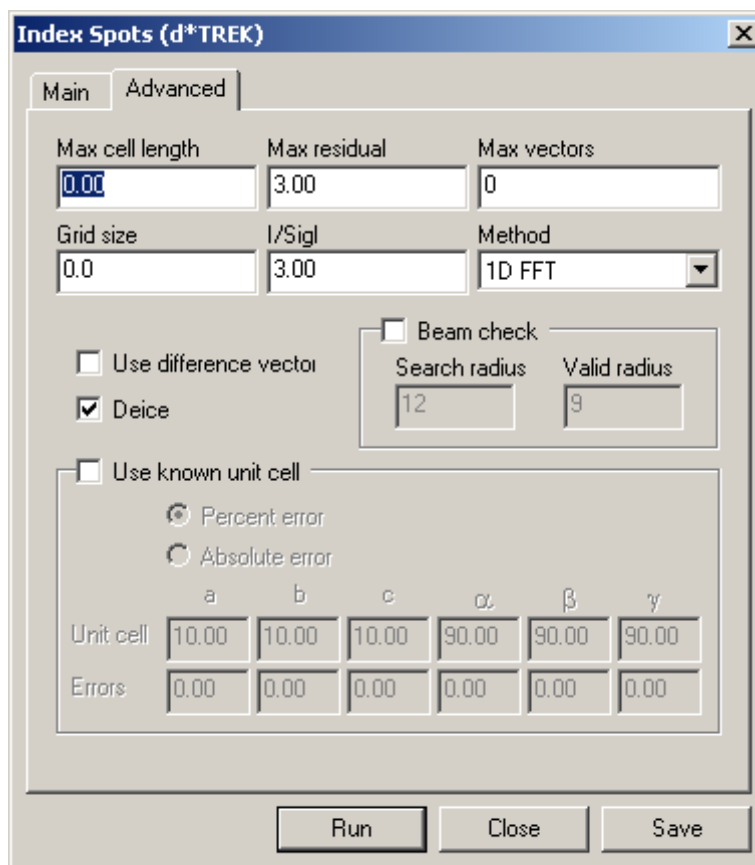 Index Spots (d*TREK)
Main Advanced
Max cell length Max residual Max vectors
0.00 3.00 0
Grid size I/SigI Method
0.0 3.00 1D FFT
Beam check
Use difference vector Search radius Valid radius
Deice 12 9
Use known unit cell
Percent error
Absolute error
a b c α β γ
Unit cell 10.00 10.00 10.00 90.00 90.00 90.00
Errors 0.00 0.00 0.00 0.00 0.00 0.00
Run Close Save